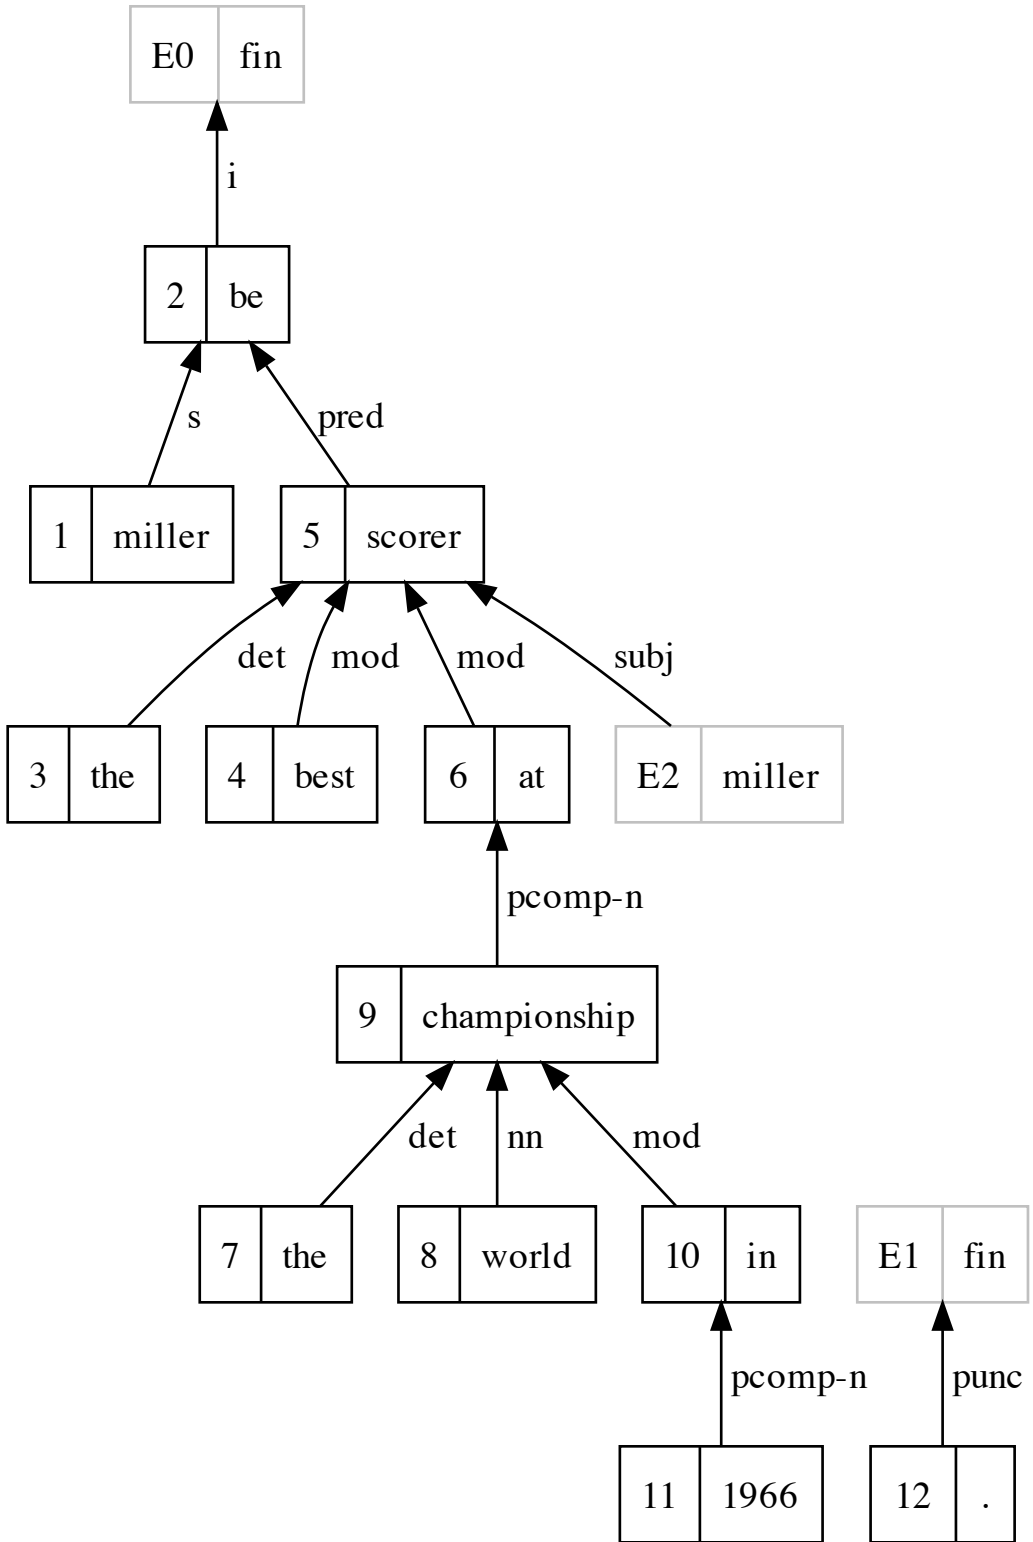 E0 fin
i
2 be
s pred
1 miller 5 scorer
det mod mod subj
3 the 4 best 6 at E2 miller
pcomp-n
9 championship
det nn mod
7 the 8 world 10 in E1 fin
pcomp-n punc
11 1966 12 .